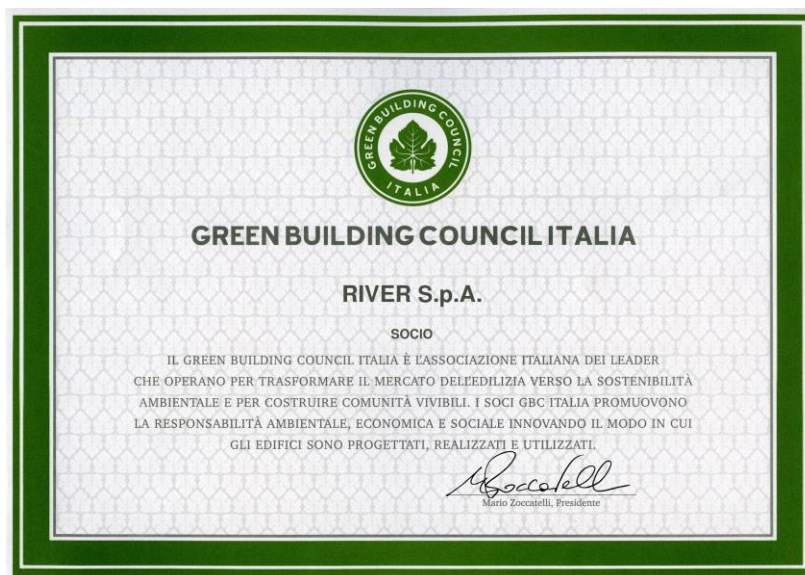 GREEN BUILDING COUNCIL
ITALIA
GREEN BUILDING COUNCIL ITALIA
RIVER S.p.A.
SOCIO
IL GREEN BUILDING COUNCIL ITALIA È L'ASSOCIAZIONE ITALIANA DEI LEADER
CHE OPERANO PER TRASFORMARE IL MERCATO DELL'EDILIZIA VERSO LA SOSTENIBILITÀ
AMBIENTALE E PER COSTRUIRE COMUNITÀ VIVIBILI. I SOCI GBC ITALIA PROMUOVONO
LA RESPONSABILITÀ AMBIENTALE, ECONOMICA E SOCIALE INNOVANDO IL MODO IN CUI
GLI EDIFICI SONO PROGETTATI, REALIZZATI E UTILIZZATI.
Mario Zoccatelli, Presidente